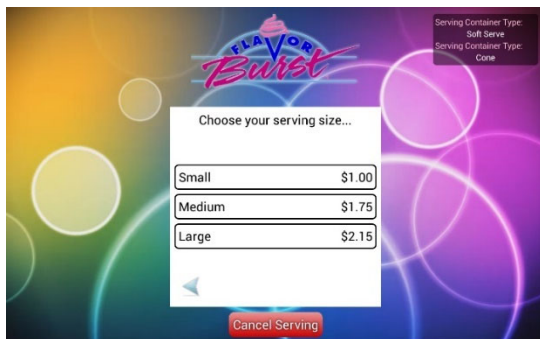 FLAVOR
Burst
Serving Container Type:
Soft Serve
Serving Container Type:
Cone
Choose your serving size...
Small $1.00
Medium $1.75
Large $2.15
Cancel Serving